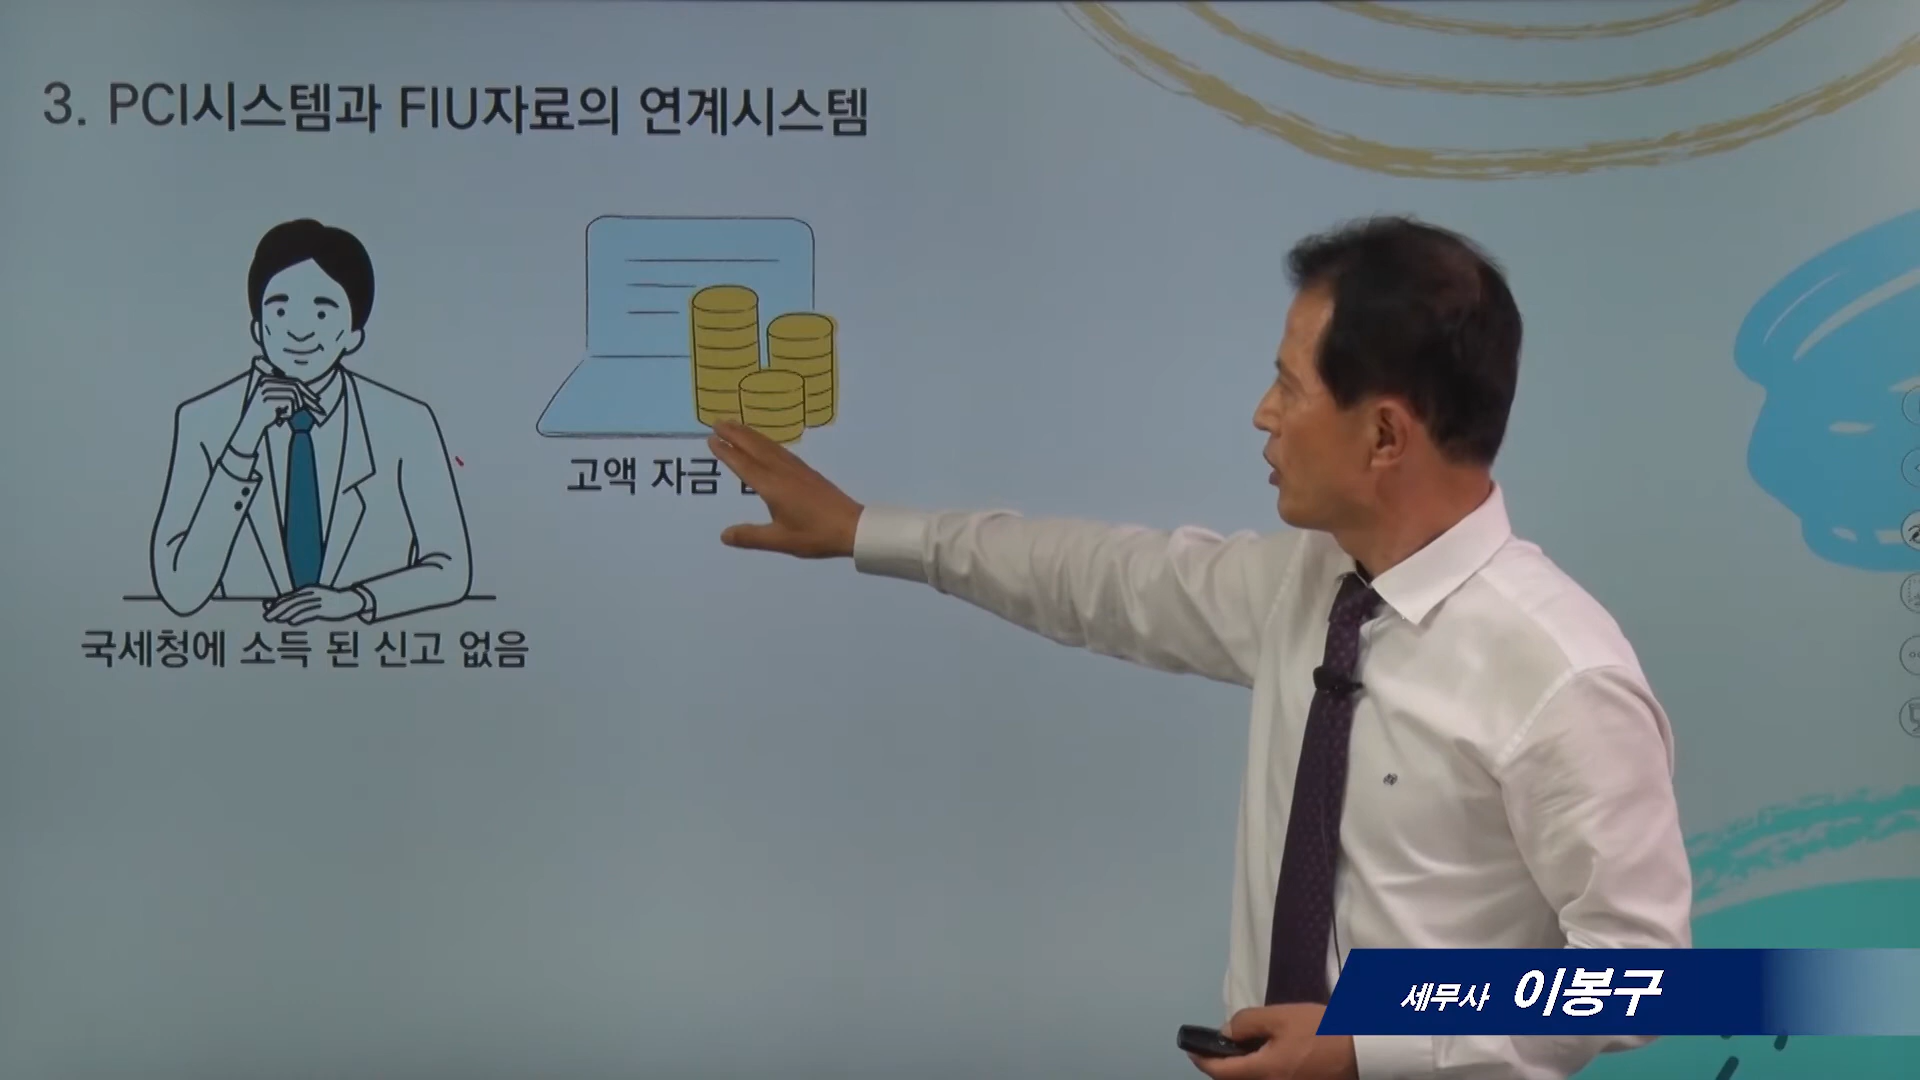 3. PCI시스템과 FIU자료의 연계시스템
고액 자금
국세청에 소득 된 신고 없음
세무사 이봉구